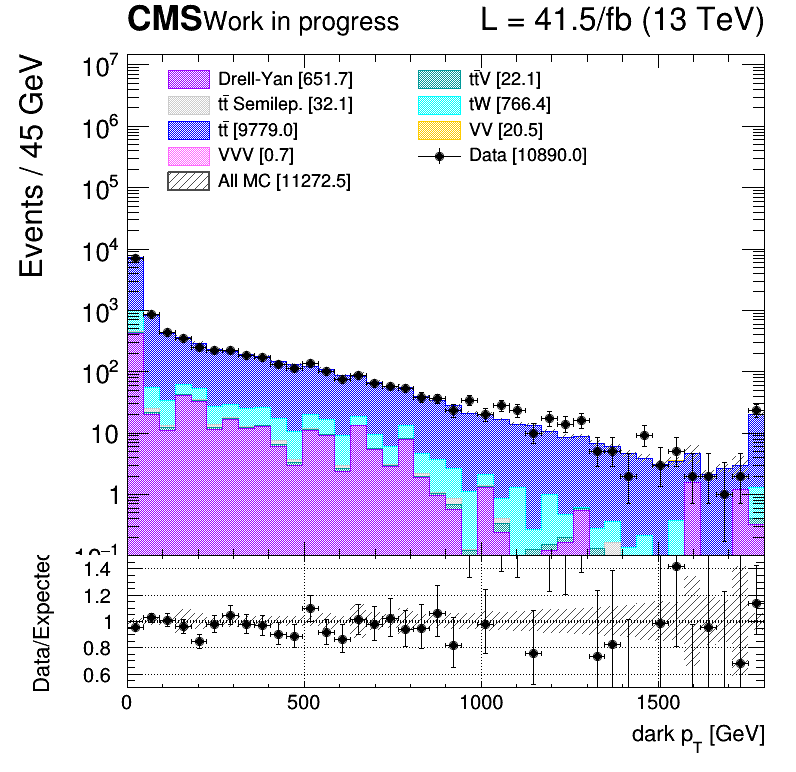 CMS Work in progress L = 41.5/fb (13 TeV)
Events / 45 GeV
10⁷
10⁶
10⁵
10⁴
10³
10²
10
1
10⁻¹
Drell-Yan [651.7]
tt̄ Semilep. [32.1]
tt̄ [9779.0]
VVV [0.7]
All MC [11272.5]
tt̄V [22.1]
tW [766.4]
VV [20.5]
Data [10890.0]
Data/Expected
1.4
1.2
1
0.8
0.6
0 500 1000 1500
dark p_T [GeV]